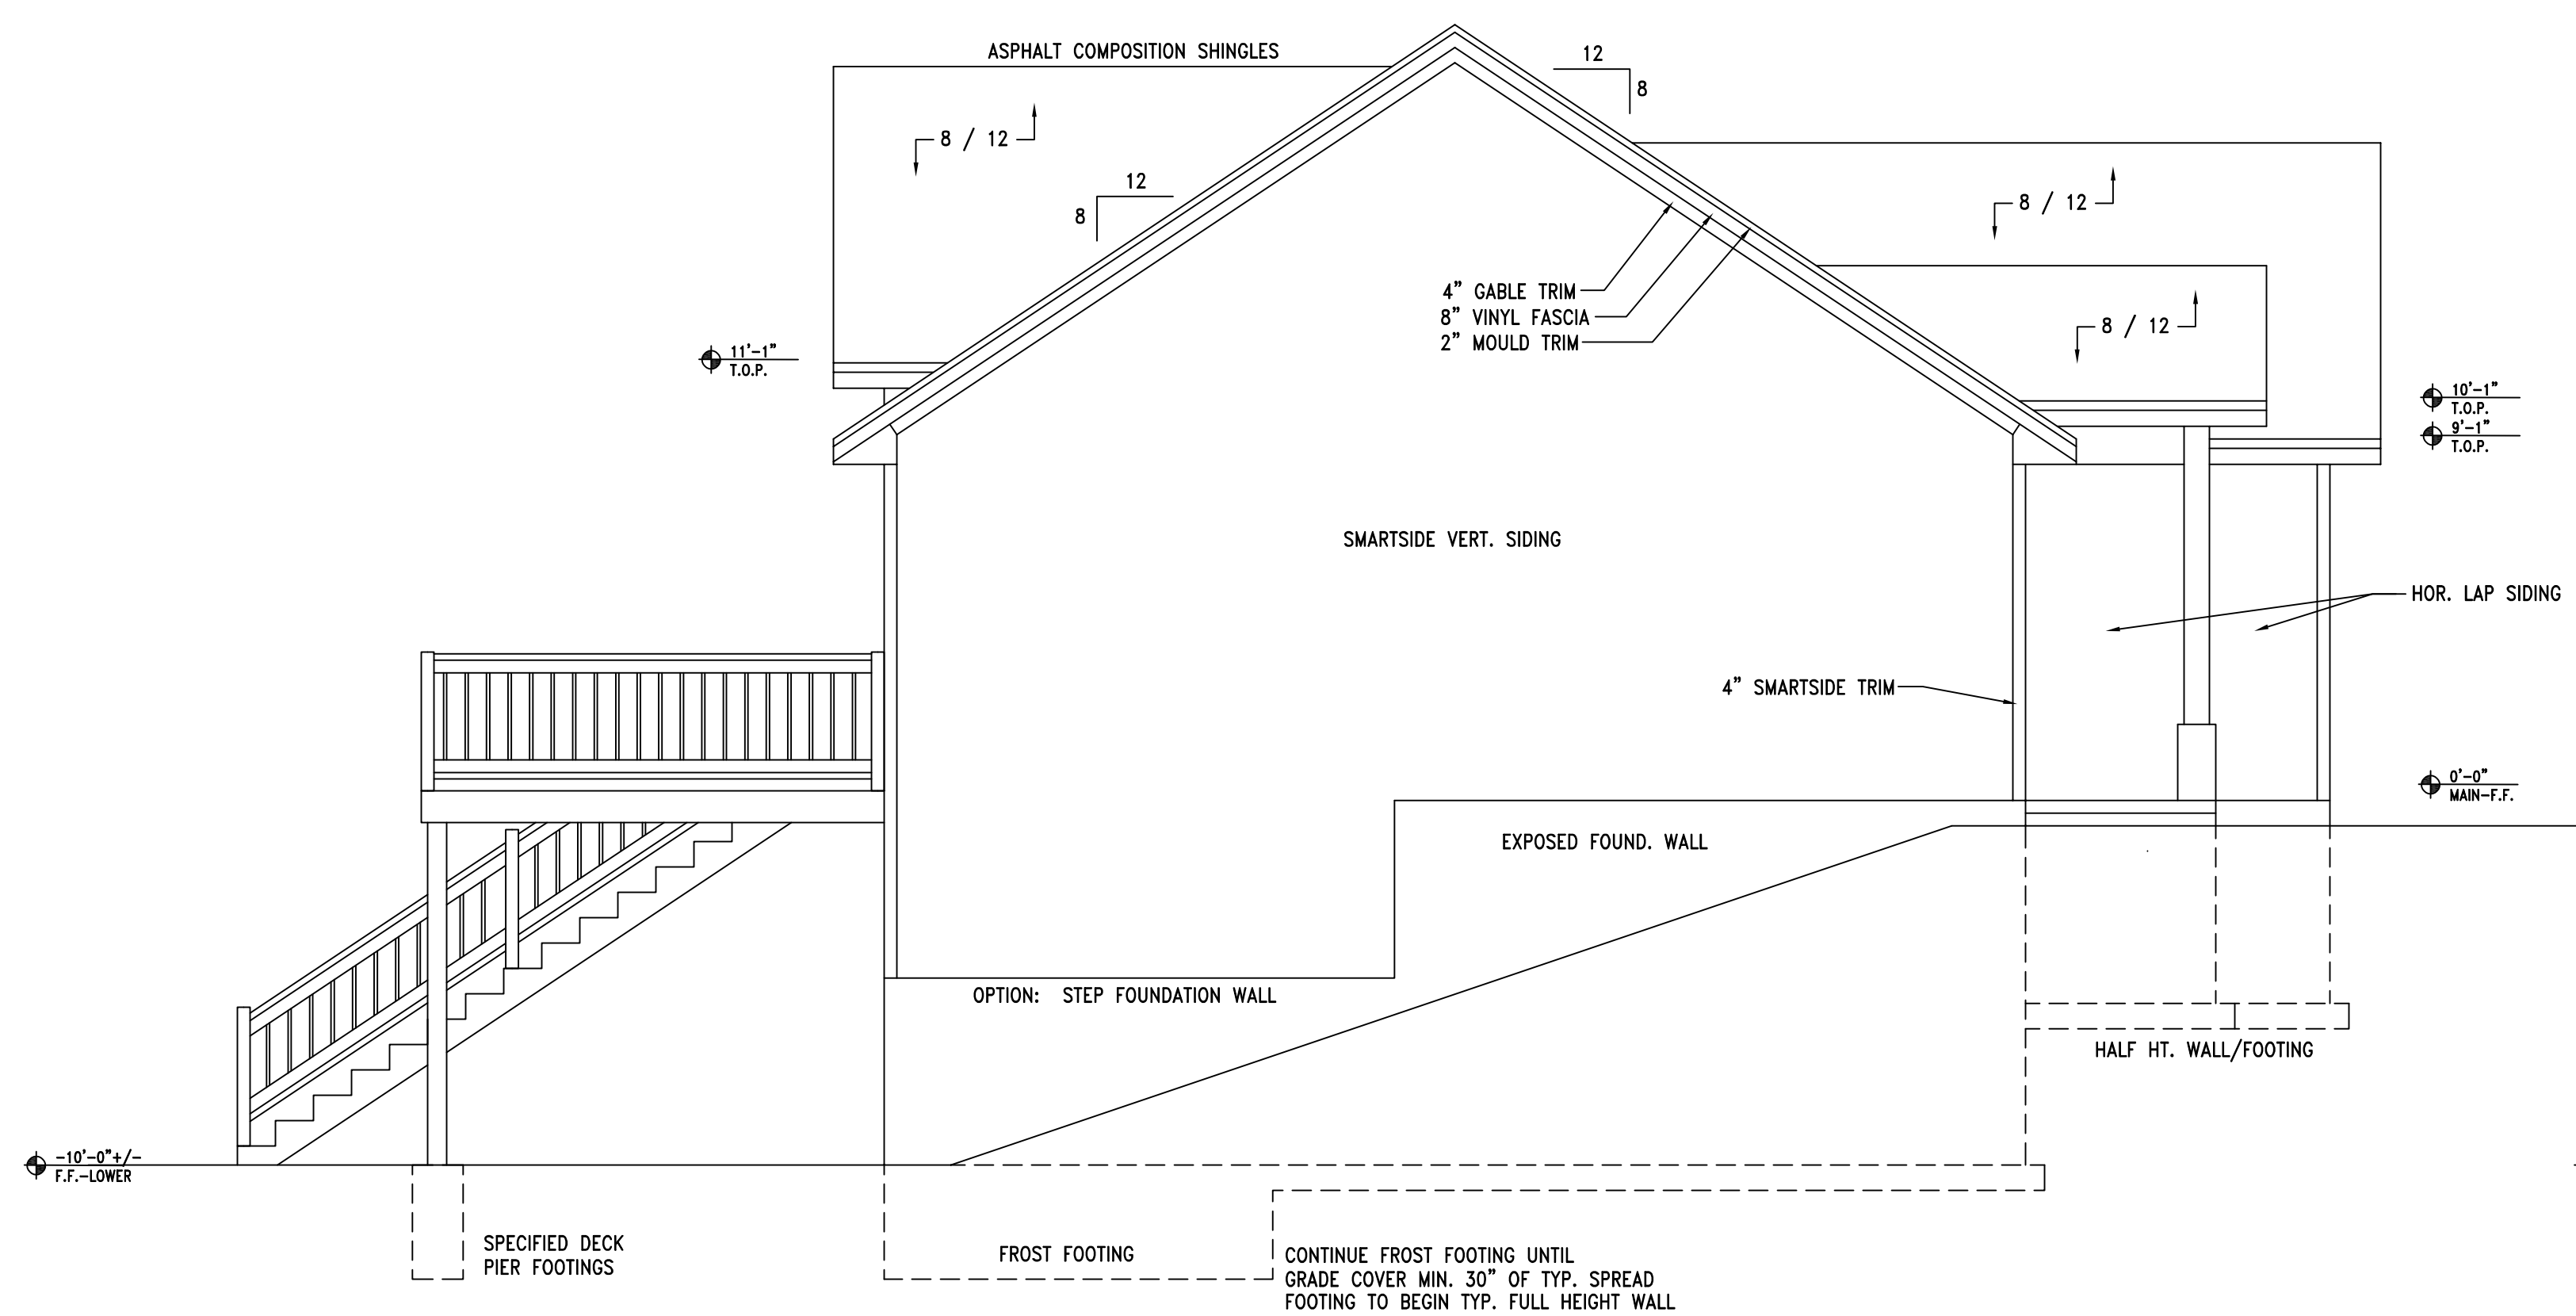 ASPHALT COMPOSITION SHINGLES
12
8
8 / 12
12
8
8 / 12
4” GABLE TRIM
8” VINYL FASCIA
2” MOULD TRIM
8 / 12
11'-1”
T.O.P.
10'-1”
T.O.P.
9'-1”
T.O.P.
SMARTSIDE VERT. SIDING
HOR. LAP SIDING
4” SMARTSIDE TRIM
0'-0”
MAIN-F.F.
EXPOSED FOUND. WALL
OPTION: STEP FOUNDATION WALL
HALF HT. WALL/FOOTING
-10'-0”+/-
F.F.-LOWER
SPECIFIED DECK
PIER FOOTINGS
FROST FOOTING
CONTINUE FROST FOOTING UNTIL
GRADE COVER MIN. 30” OF TYP. SPREAD
FOOTING TO BEGIN TYP. FULL HEIGHT WALL